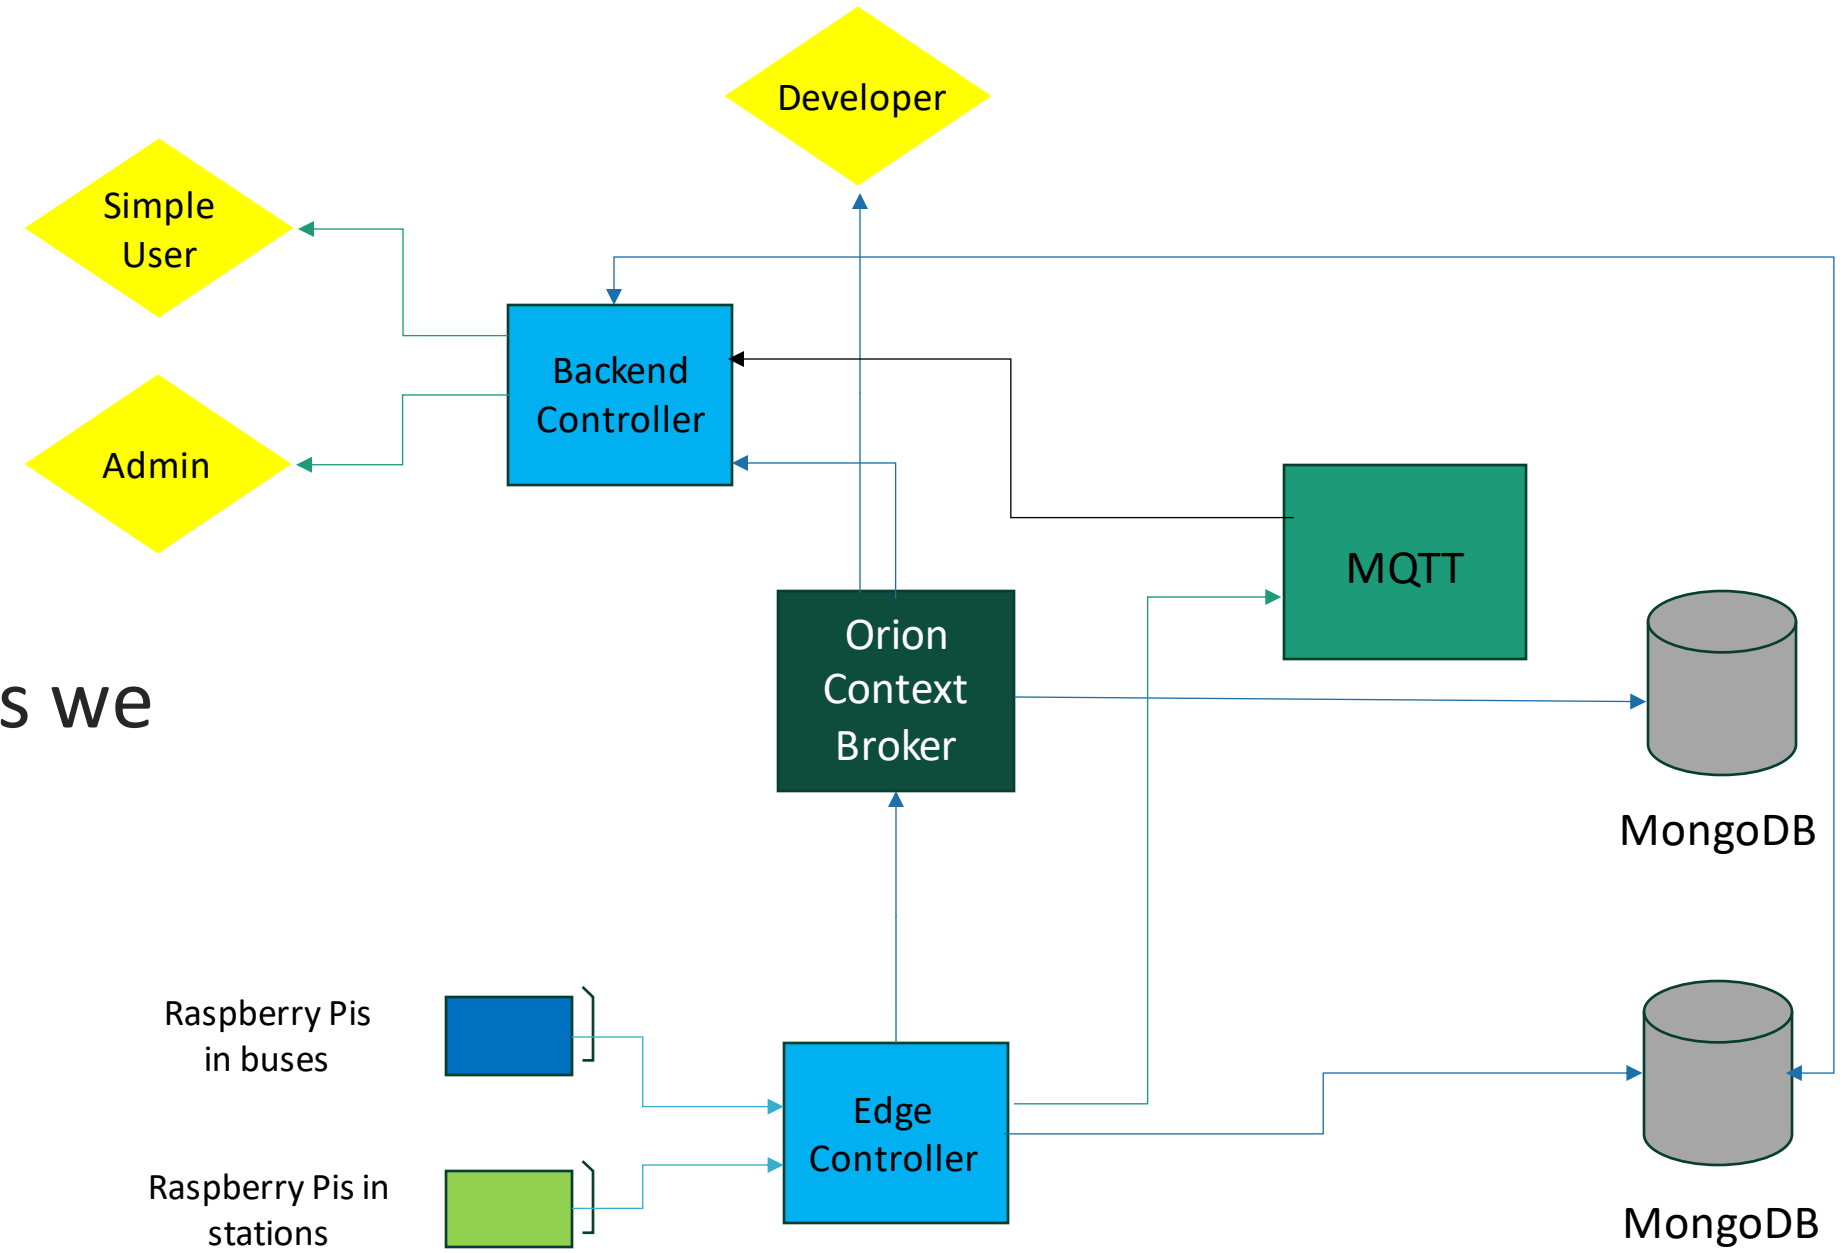 Developer
Simple
User
Backend
Controller
Admin
MQTT
Orion
Context
Broker
s we
MongoDB
Raspberry Pis
in buses
Edge
Controller
Raspberry Pis in
stations
MongoDB